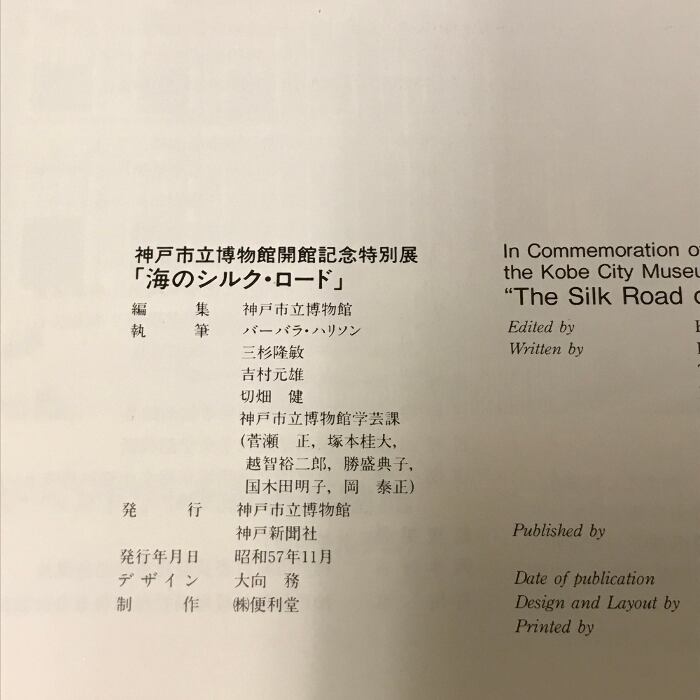 神戸市立博物館開館記念特別展
「海のシルク・ロード」
編　集　神戸市立博物館
執　筆　バーバラ・ハリソン
三杉隆敏
吉村元雄
切畑　健
神戸市立博物館学芸課
(菅瀬　正，塚本桂大，
越智裕二郎，勝盛典子，
国木田明子，岡　泰正)
発　行　神戸市立博物館
神戸新聞社
発行年月日　昭和57年11月
デザイン　大向　務
制　作　㈱便利堂
In Commemoration of
the Kobe City Museu
“The Silk Road o
Edited by
Written by
Published by
Date of publication
Design and Layout by
Printed by